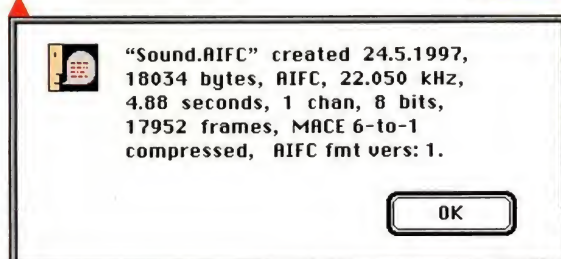 “Sound.AIFC” created 24.5.1997,
18034 bytes, AIFC, 22.050 kHz,
4.88 seconds, 1 chan, 8 bits,
17952 frames, MACE 6-to-1
compressed, AIFC fmt vers: 1.
OK